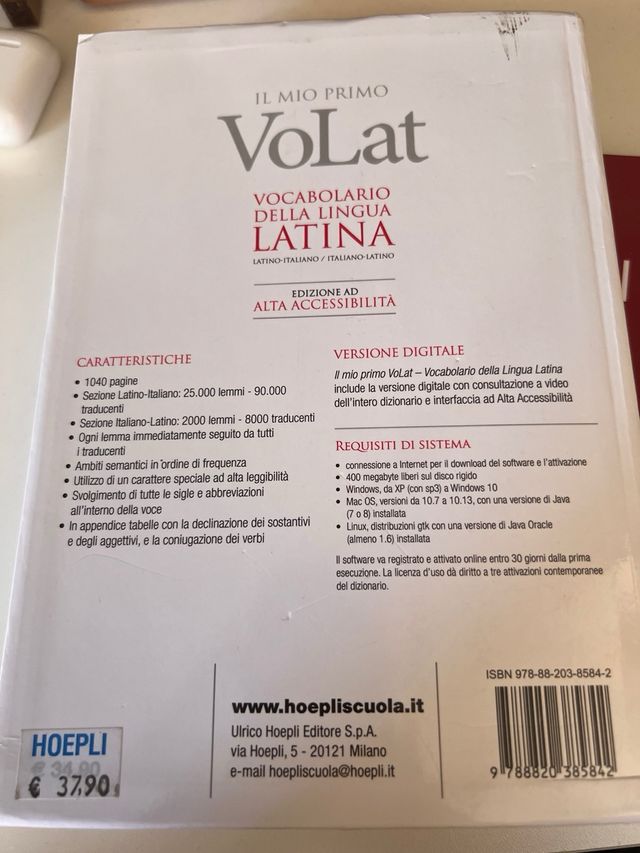 IL MIO PRIMO
VoLat
VOCABOLARIO
DELLA LINGUA
LATINA
LATINO-ITALIANO / ITALIANO-LATINO
EDIZIONE AD
ALTA ACCESSIBILITÀ
CARATTERISTICHE
• 1040 pagine
• Sezione Latino-Italiano: 25.000 lemmi - 90.000
traducenti
• Sezione Italiano-Latino: 2000 lemmi - 8000 traducenti
• Ogni lemma immediatamente seguito da tutti
i traducenti
• Ambiti semantici in ordine di frequenza
• Utilizzo di un carattere speciale ad alta leggibilità
• Svolgimento di tutte le sigle e abbreviazioni
all'interno della voce
• In appendice tabelle con la declinazione dei sostantivi
e degli aggettivi, e la coniugazione dei verbi
VERSIONE DIGITALE
Il mio primo VoLat – Vocabolario della Lingua Latina
include la versione digitale con consultazione a video
dell'intero dizionario e interfaccia ad Alta Accessibilità
REQUISITI DI SISTEMA
• connessione a Internet per il download del software e l'attivazione
• 400 megabyte liberi sul disco rigido
• Windows, da XP (con sp3) a Windows 10
• Mac OS, versioni da 10.7 a 10.13, con una versione di Java
(7 o 8) installata
• Linux, distribuzioni gtk con una versione di Java Oracle
(almeno 1.6) installata
Il software va registrato e attivato online entro 30 giorni dalla prima
esecuzione. La licenza d'uso dà diritto a tre attivazioni contemporanee
del dizionario.
www.hoepliscuola.it
Ulrico Hoepli Editore S.p.A.
via Hoepli, 5 - 20121 Milano
e-mail hoepliscuola@hoepli.it
ISBN 978-88-203-8584-2
9 788820 385842
HOEPLI
€ 34,90
€ 37,90